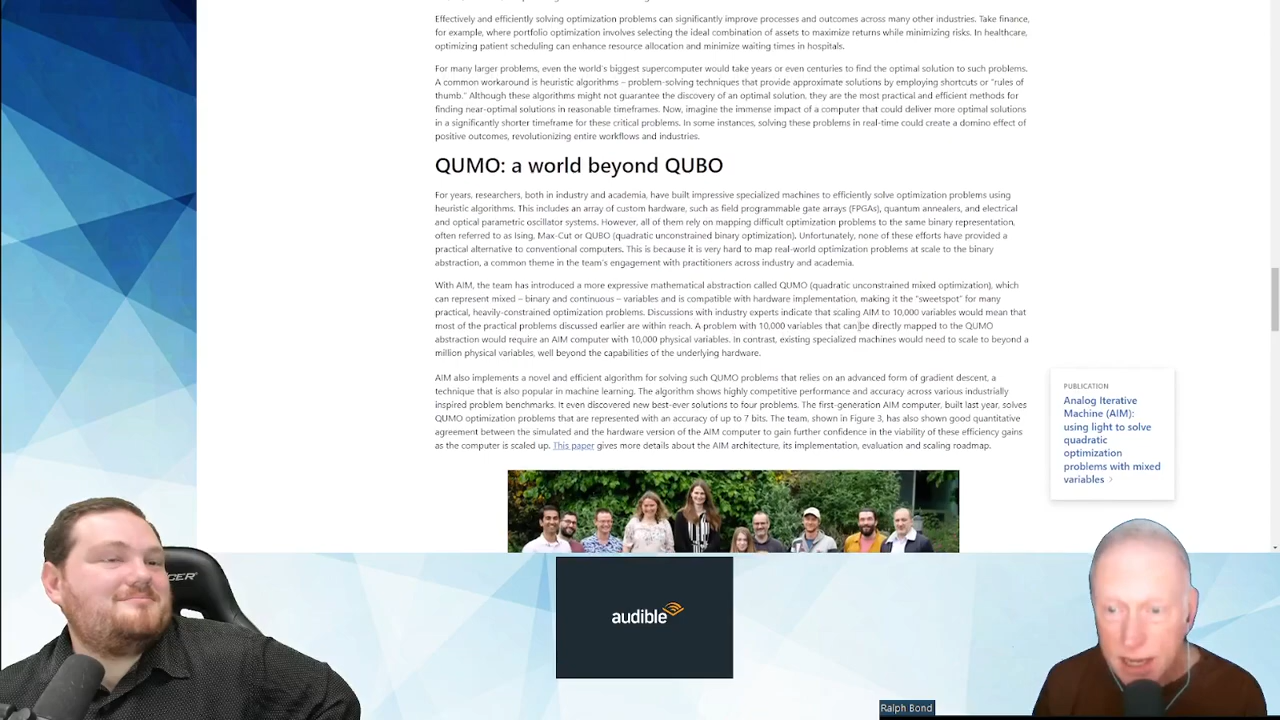 Effectively and efficiently solving optimization problems can significantly improve processes and outcomes across many other industries. Take finance,
for example, where portfolio optimization involves selecting the ideal combination of assets to maximize returns while minimizing risks. In healthcare,
optimizing patient scheduling can enhance resource allocation and minimize waiting times in hospitals.
For many larger problems, even the world's biggest supercomputer would take years or even centuries to find the optimal solution to such problems.
A common workaround is heuristic algorithms – problem-solving techniques that provide approximate solutions by employing shortcuts or "rules of
thumb." Although these algorithms might not guarantee the discovery of an optimal solution, they are the most practical and efficient methods for
finding near-optimal solutions in reasonable timeframes. Now, imagine the immense impact of a computer that could deliver more optimal solutions
in a significantly shorter timeframe for these critical problems. In some instances, solving these problems in real-time could create a domino effect of
positive outcomes, revolutionizing entire workflows and industries.
QUMO: a world beyond QUBO
For years, researchers, both in industry and academia, have built impressive specialized machines to efficiently solve optimization problems using
heuristic algorithms. This includes an array of custom hardware, such as field programmable gate arrays (FPGAs), quantum annealers, and electrical
and optical parametric oscillator systems. However, all of them rely on mapping difficult optimization problems to the same binary representation,
often referred to as Ising, Max-Cut or QUBO (quadratic unconstrained binary optimization). Unfortunately, none of these efforts have provided a
practical alternative to conventional computers. This is because it is very hard to map real-world optimization problems at scale to the binary
abstraction, a common theme in the team's engagement with practitioners across industry and academia.
With AIM, the team has introduced a more expressive mathematical abstraction called QUMO (quadratic unconstrained mixed optimization), which
can represent mixed – binary and continuous – variables and is compatible with hardware implementation, making it the "sweetspot" for many
practical, heavily-constrained optimization problems. Discussions with industry experts indicate that scaling AIM to 10,000 variables would mean that
most of the practical problems discussed earlier are within reach. A problem with 10,000 variables that can be directly mapped to the QUMO
abstraction would require an AIM computer with 10,000 physical variables. In contrast, existing specialized machines would need to scale to beyond a
million physical variables, well beyond the capabilities of the underlying hardware.
AIM also implements a novel and efficient algorithm for solving such QUMO problems that relies on an advanced form of gradient descent, a
technique that is also popular in machine learning. The algorithm shows highly competitive performance and accuracy across various industrially
inspired problem benchmarks. It even discovered new best-ever solutions to four problems. The first-generation AIM computer, built last year, solves
QUMO optimization problems that are represented with an accuracy of up to 7 bits. The team, shown in Figure 3, has also shown good quantitative
agreement between the simulated and the hardware version of the AIM computer to gain further confidence in the viability of these efficiency gains
as the computer is scaled up. This paper gives more details about the AIM architecture, its implementation, evaluation and scaling roadmap.
PUBLICATION
Analog Iterative
Machine (AIM):
using light to solve
quadratic
optimization
problems with mixed
variables >
audible
Ralph Bond